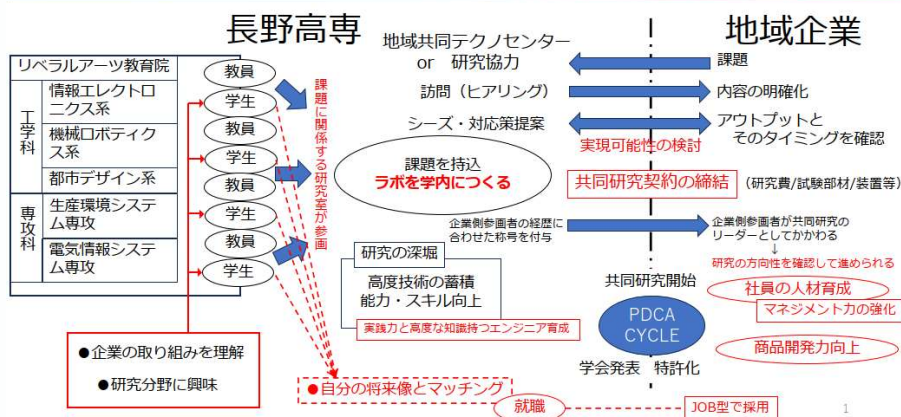 長野高専
地域企業
リベラルアーツ教育院
工学科
情報エレクトロ
ニクス系
機械ロボティク
ス系
都市デザイン系
専攻科
生産環境システ
ム専攻
電気情報システ
ム専攻
教員
学生
教員
学生
教員
学生
教員
学生
課題に関係する研究室が参画
●企業の取り組みを理解
●研究分野に興味
地域共同テクノセンター
or 研究協力
課題
訪問（ヒアリング）
内容の明確化
シーズ・対応策提案
アウトプットと
そのタイミングを確認
実現可能性の検討
課題を持込
ラボを学内につくる
共同研究契約の締結
（研究費/試験部材/装置等）
企業側参画者の経歴に
合わせた称号を付与
企業側参画者が共同研究の
リーダーとしてかかわる
↓
研究の方向性を確認して進められる
研究の深堀
高度技術の蓄積
能力・スキル向上
実践力と高度な知識持つエンジニア育成
共同研究開始
PDCA
CYCLE
学会発表 特許化
社員の人材育成
マネジメント力の強化
商品開発力向上
●自分の将来像とマッチング
就職
JOB型で採用
1